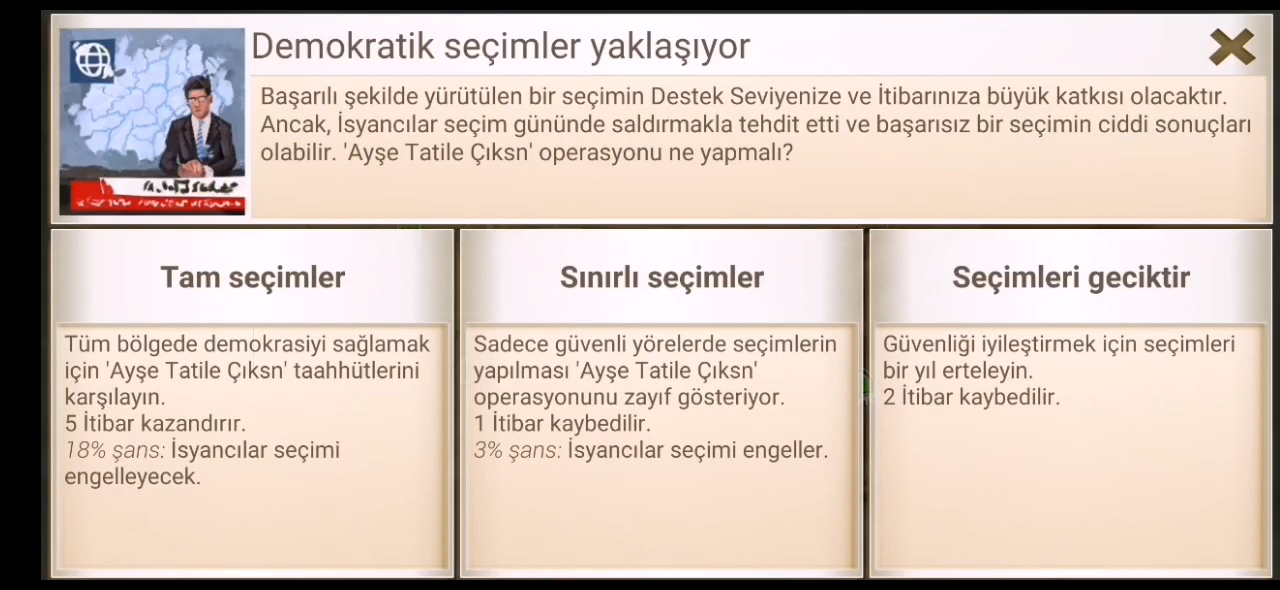 Demokratik seçimler yaklaşıyor
Başarılı şekilde yürütülen bir seçimin Destek Seviyenize ve İtibarınıza büyük katkısı olacaktır.
Ancak, İsyancılar seçim gününde saldırmakla tehdit etti ve başarısız bir seçimin ciddi sonuçları
olabilir. 'Ayşe Tatile Çıksn' operasyonu ne yapmalı?
Tam seçimler
Tüm bölgede demokrasiyi sağlamak
için 'Ayşe Tatile Çıksn' taahhütlerini
karşılayın.
5 İtibar kazandırır.
18% şans: İsyancılar seçimi
engelleyecek.
Sınırlı seçimler
Sadece güvenli yörelerde seçimlerin
yapılması 'Ayşe Tatile Çıksn'
operasyonunu zayıf gösteriyor.
1 İtibar kaybedilir.
3% şans: İsyancılar seçimi engeller.
Seçimleri geciktir
Güvenliği iyileştirmek için seçimleri
bir yıl erteleyin.
2 İtibar kaybedilir.